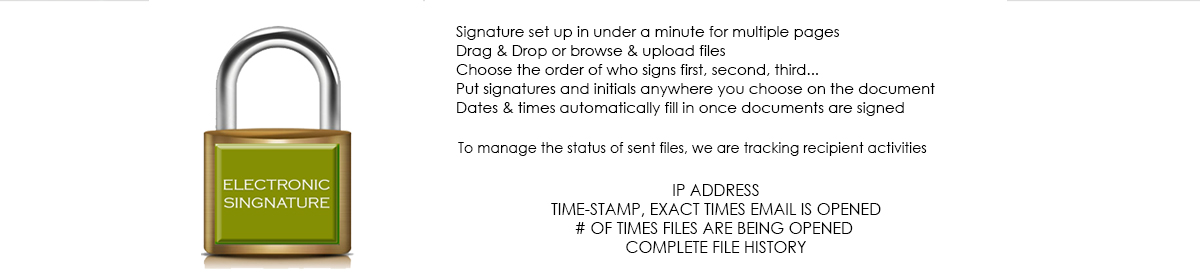 Signature set up in under a minute for multiple pages
Drag & Drop or browse & upload files
Choose the order of who signs first, second, third...
Put signatures and initials anywhere you choose on the document
Dates & times automatically fill in once documents are signed
To manage the status of sent files, we are tracking recipient activities
ELECTRONIC
SINGNATURE
IP ADDRESS
TIME-STAMP, EXACT TIMES EMAIL IS OPENED
# OF TIMES FILES ARE BEING OPENED
COMPLETE FILE HISTORY